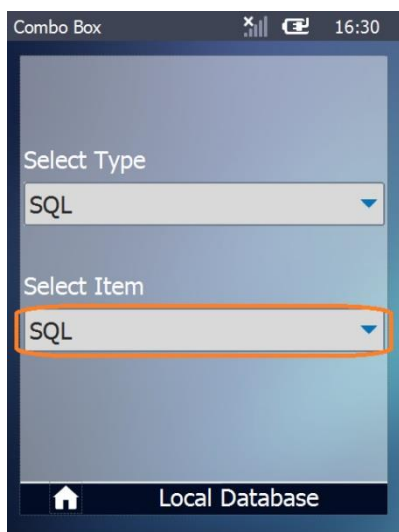 Combo Box 16:30
Select Type
SQL
Select Item
SQL
Local Database